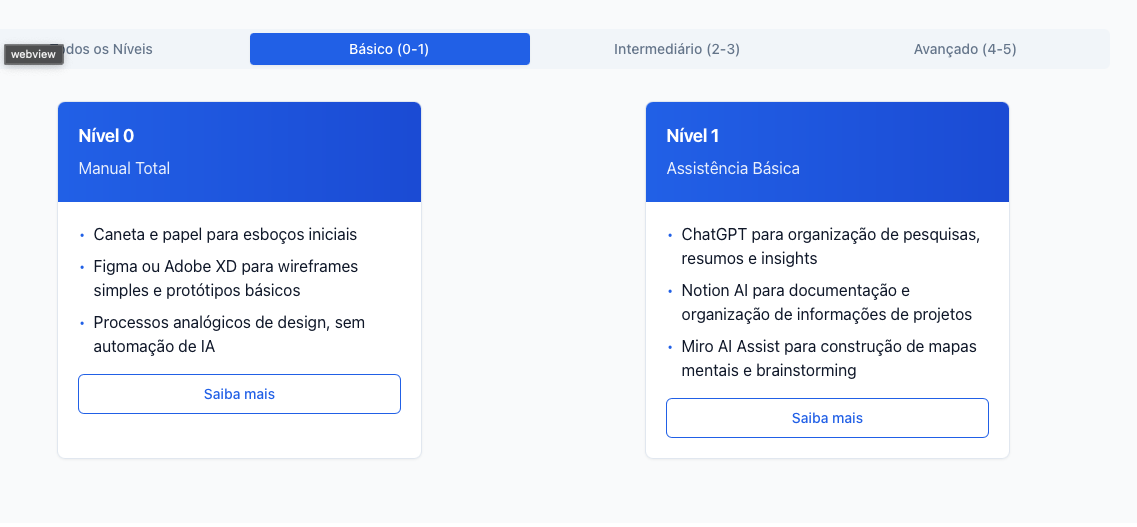 webview
odos os Níveis
Básico (0-1)
Intermediário (2-3)
Avançado (4-5)
Nível 0
Manual Total
• Caneta e papel para esboços iniciais
• Figma ou Adobe XD para wireframes
simples e protótipos básicos
• Processos analógicos de design, sem
automação de IA
Saiba mais
Nível 1
Assistência Básica
• ChatGPT para organização de pesquisas,
resumos e insights
• Notion AI para documentação e
organização de informações de projetos
• Miro AI Assist para construção de mapas
mentais e brainstorming
Saiba mais